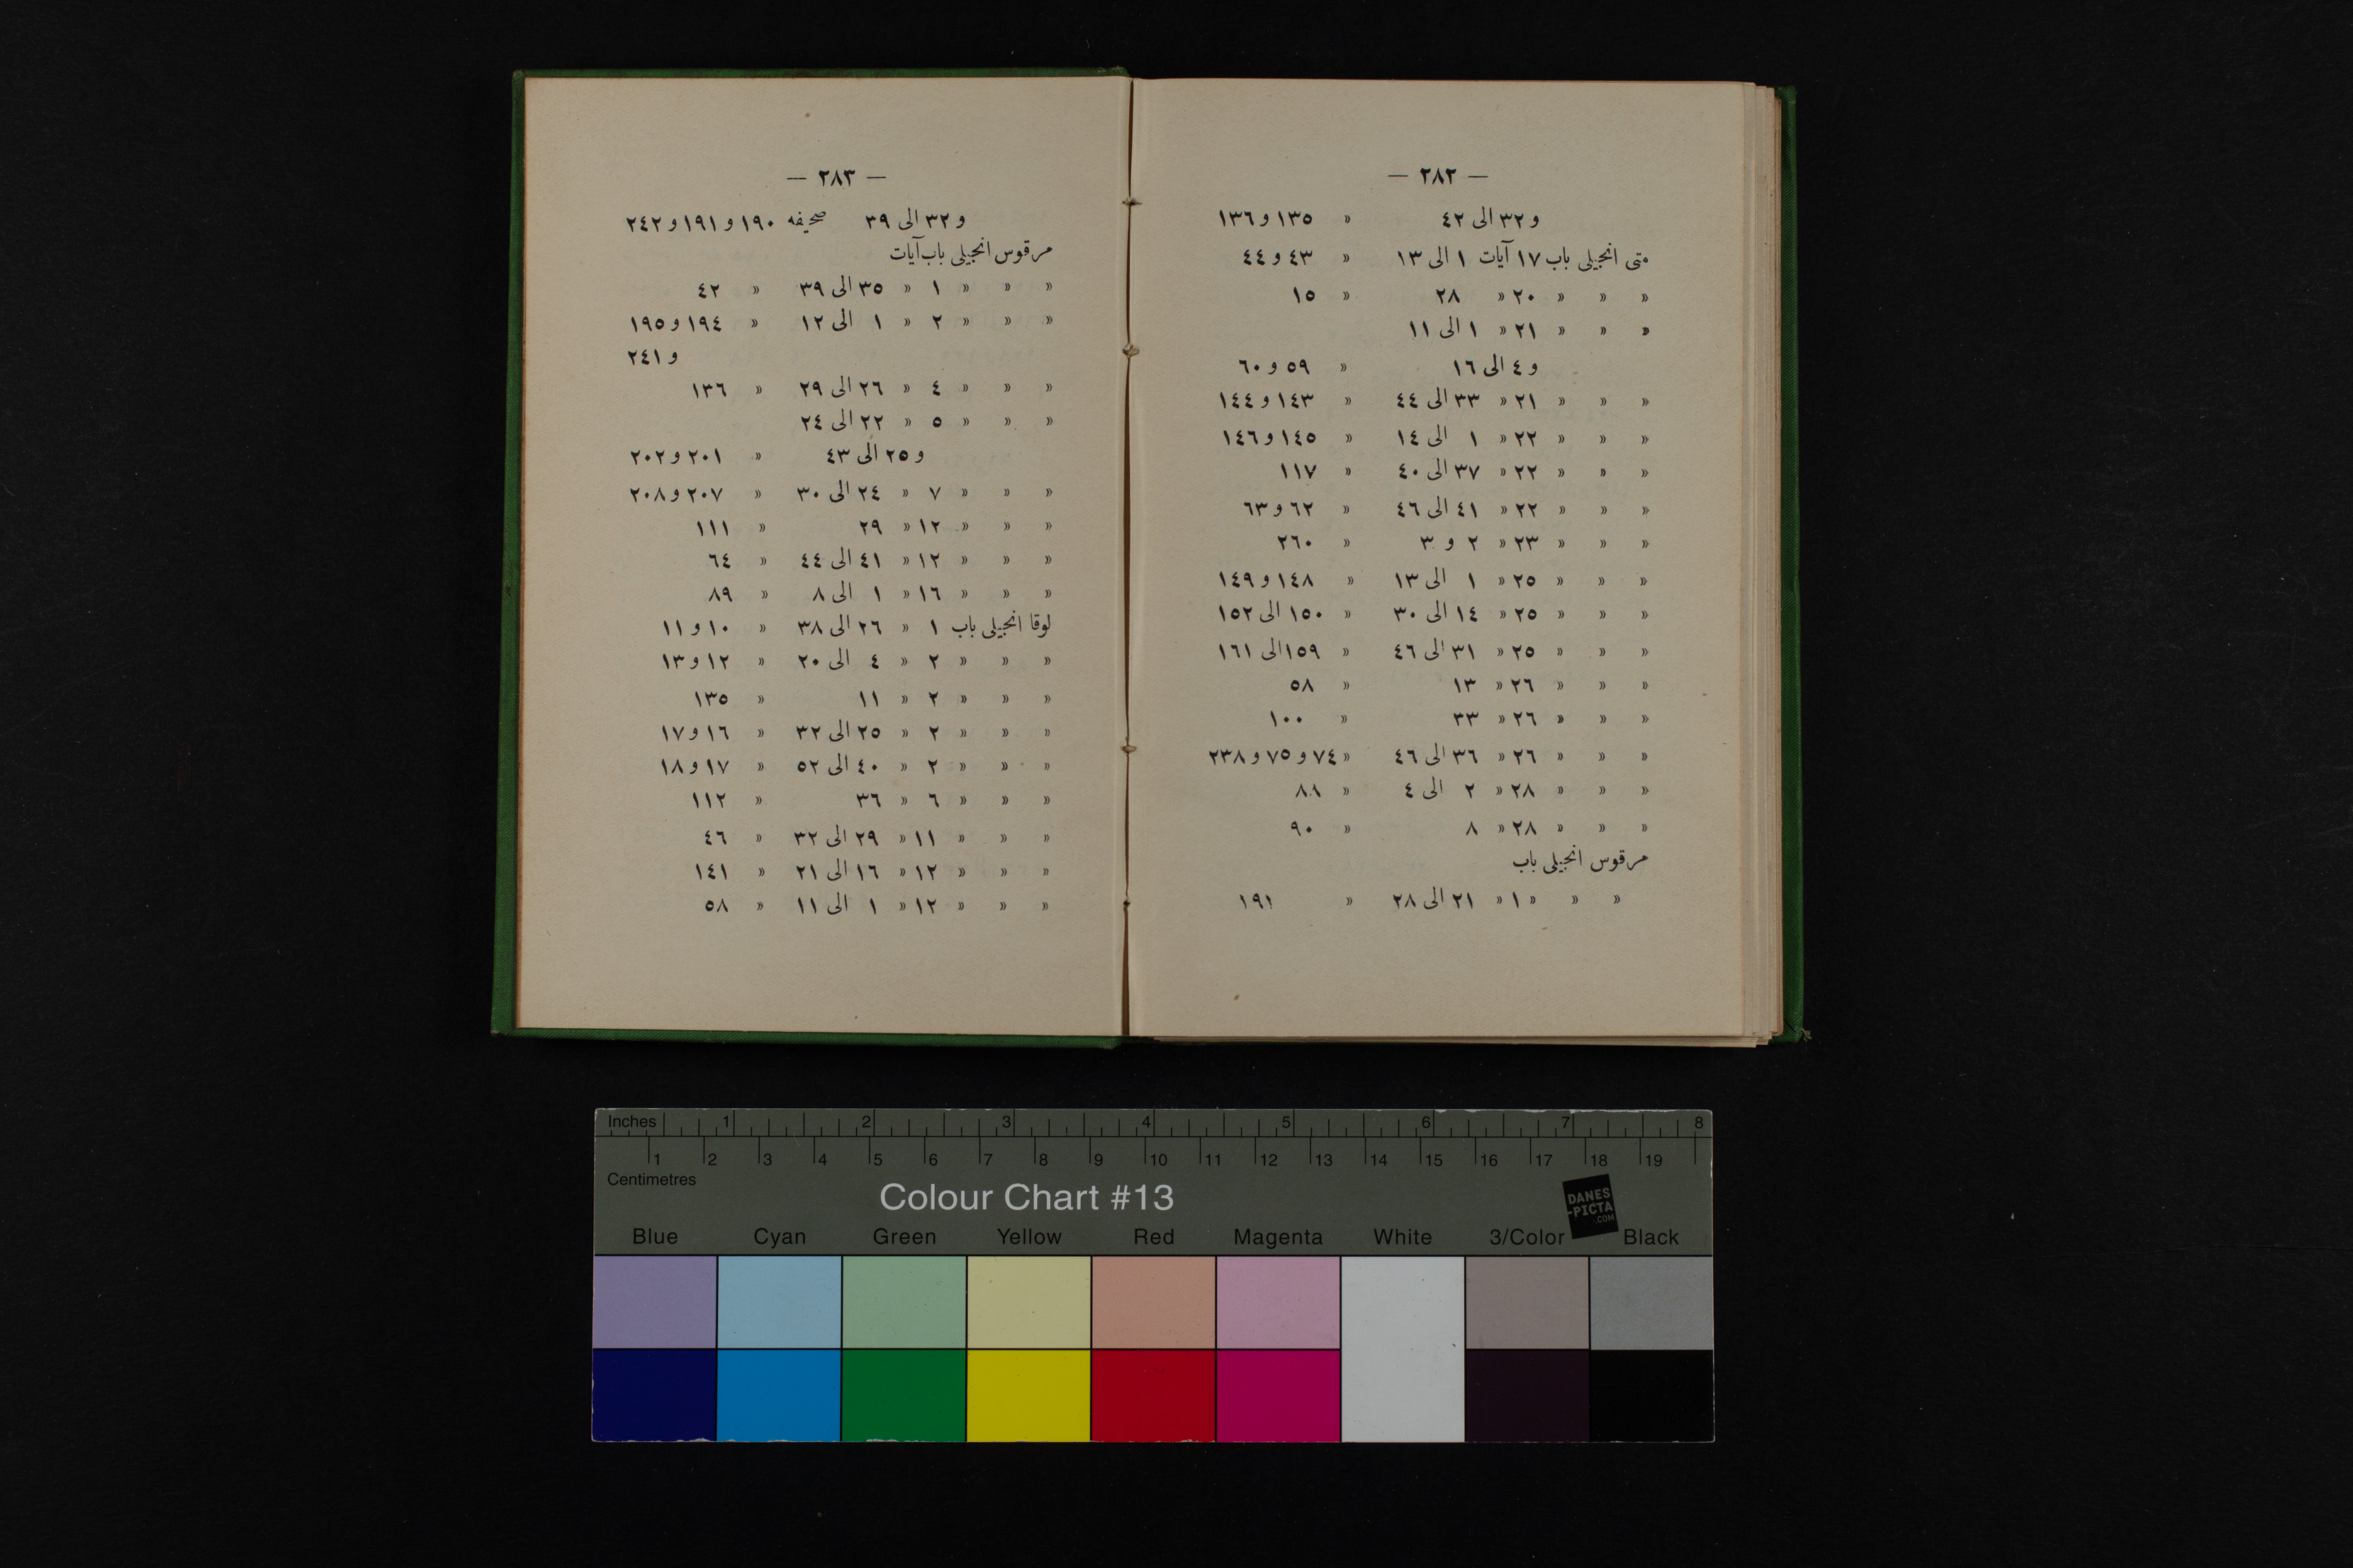 — ٢٨٢ —
و ٣٢ الى ٤٢ » ١٣٥ و ١٣٦
متى انجيلى باب ١٧ آيات ١ الى ١٣ » ٤٣ و ٤٤
» » » ٢٠ » ٢٨ » ١٥
» » » ٢١ » ١ الى ١١
و ٤ الى ١٦ » ٥٩ و ٦٠
» » » ٢١ » ٣٣ الى ٤٤ » ١٤٣ و ١٤٤
» » » ٢٢ » ١ الى ١٤ » ١٤٥ و ١٤٦
» » » ٢٢ » ٣٧ الى ٤٠ » ١١٧
» » » ٢٢ » ٤١ الى ٤٦ » ٦٢ و ٦٣
» » » ٢٣ » ٢ و ٣ » ٢٦٠
» » » ٢٥ » ١ الى ١٣ » ١٤٨ و ١٤٩
» » » ٢٥ » ١٤ الى ٣٠ » ١٥٠ الى ١٥٢
» » » ٢٥ » ٣١ الى ٤٦ » ١٥٩ الى ١٦١
» » » ٢٦ » ١٣ » ٥٨
» » » ٢٦ » ٣٣ » ١٠٠
» » » ٢٦ » ٣٦ الى ٤٦ » ٧٤ و ٧٥ و ٢٣٨
» » » ٢٨ » ٢ الى ٤ » ٨٨
» » » ٢٨ » ٨ » ٩٠
مرقوس انجيلى باب
» » » ١ » ٢١ الى ٢٨ » ١٩١
— ٢٨٣ —
و ٣٢ الى ٣٩ صحيفه ١٩٠ و ١٩١ و ٢٤٢
مرقوس انجيلى باب آيات
» » » ١ » ٣٥ الى ٣٩ » ٤٢
» » » ٢ » ١ الى ١٢ » ١٩٤ و ١٩٥
و ٢٤١
» » » ٤ » ٢٦ الى ٢٩ » ١٣٦
» » » ٥ » ٢٢ الى ٢٤
و ٢٥ الى ٤٣ » ٢٠١ و ٢٠٢
» » » ٧ » ٢٤ الى ٣٠ » ٢٠٧ و ٢٠٨
» » » ١٢ » ٢٩ » ١١١
» » » ١٢ » ٤١ الى ٤٤ » ٦٤
» » » ١٦ » ١ الى ٨ » ٨٩
لوقا انجيلى باب ١ » ٢٦ الى ٣٨ » ١٠ و ١١
» » » ٢ » ٤ الى ٢٠ » ١٢ و ١٣
» » » ٢ » ١١ » ١٣٥
» » » ٢ » ٢٥ الى ٣٢ » ١٦ و ١٧
» » » ٢ » ٤٠ الى ٥٢ » ١٧ و ١٨
» » » ٦ » ٣٦ » ١١٢
» » » ١١ » ٢٩ الى ٣٢ » ٤٦
» » » ١٢ » ١٦ الى ٢١ » ١٤١
» » » ١٢ » ١ الى ١١ » ٥٨
Inches 1 2 3 4 5 6 7 8
1 2 3 4 5 6 7 8 9 10 11 12 13 14 15 16 17 18 19
Centimetres
Colour Chart #13
DANES
-PICTA
.COM
Blue Cyan Green Yellow Red Magenta White 3/Color Black